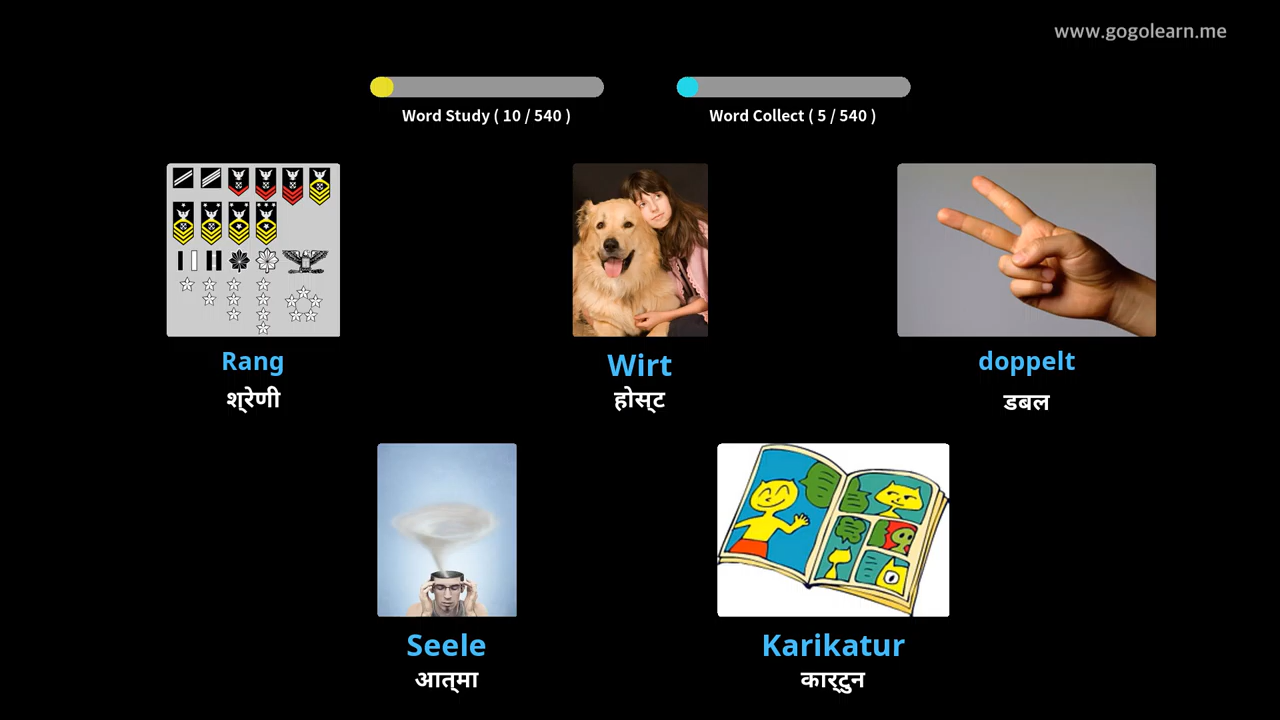 www.gogolearn.me
Word Study ( 10 / 540 )
Word Collect ( 5 / 540 )
Rang
श्रेणी
Wirt
होस्ट
doppelt
डबल
Seele
आत्मा
Karikatur
कार्टुन